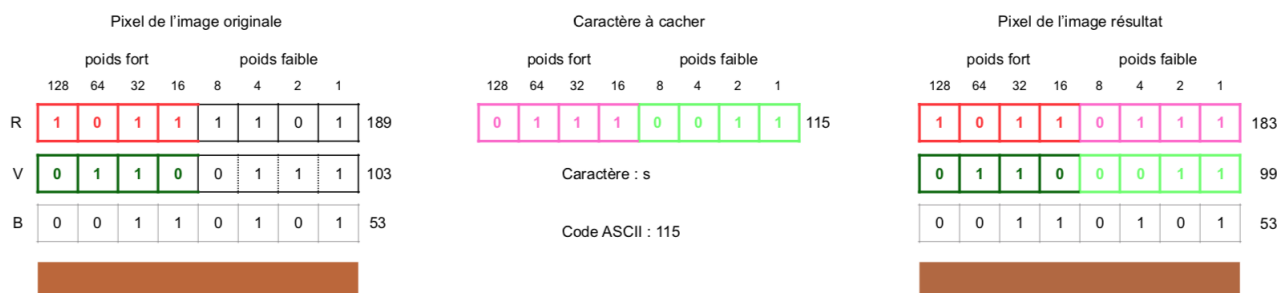 Pixel de l'image originale Caractère à cacher Pixel de l'image résultat
poids fort poids faible poids fort poids faible poids fort poids faible
128 64 32 16 8 4 2 1 128 64 32 16 8 4 2 1 128 64 32 16 8 4 2 1
R 1 0 1 1 1 1 0 1 189 0 1 1 1 0 0 1 1 115 1 0 1 1 0 1 1 1 183
V 0 1 1 0 0 1 1 1 103 Caractère : s 0 1 1 0 0 0 1 1 99
B 0 0 1 1 0 1 0 1 53 0 0 1 1 0 1 0 1 53
Code ASCII : 115